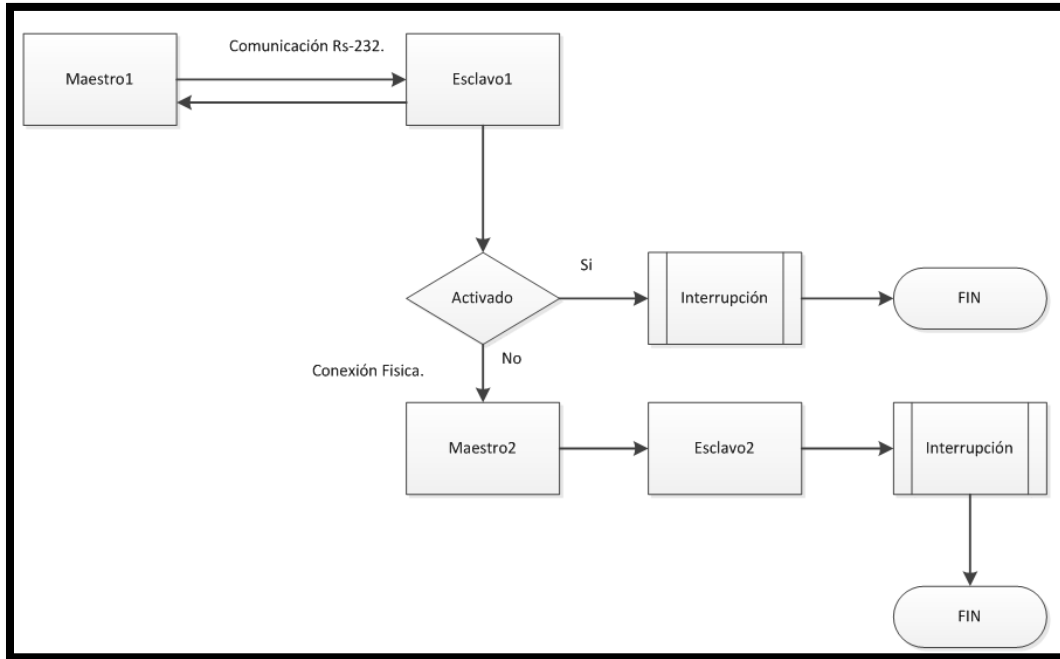 Comunicación Rs-232.
Maestro1
Esclavo1
Si
Activado
Interrupción
FIN
No
Conexión Fisica.
Maestro2
Esclavo2
Interrupción
FIN